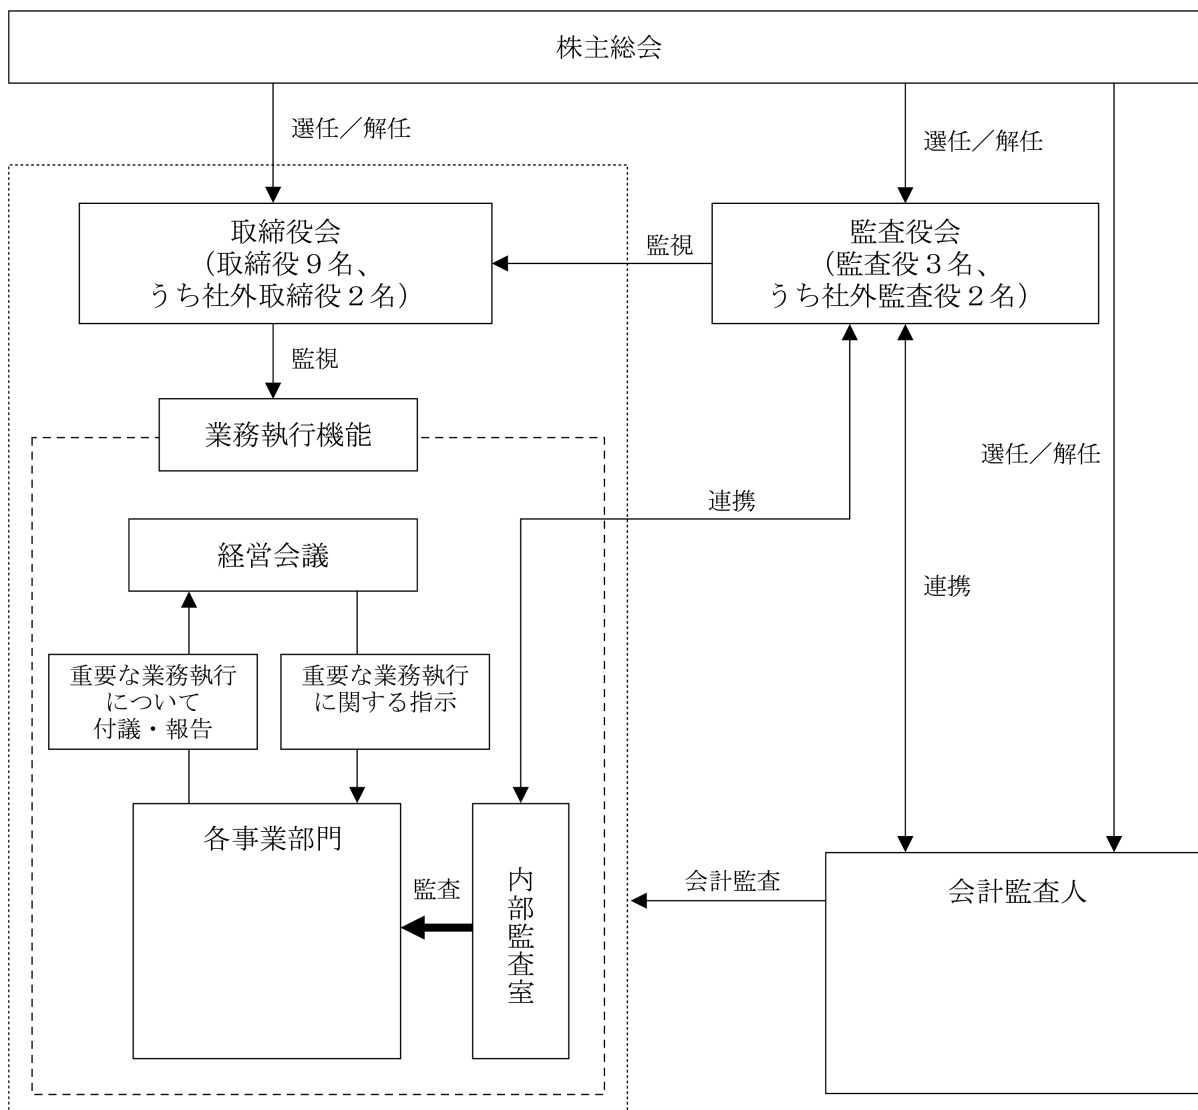 株主総会
選任／解任
選任／解任
取締役会
（取締役９名、
うち社外取締役２名）
監視
監査役会
（監査役３名、
うち社外監査役２名）
監視
業務執行機能
選任／解任
連携
経営会議
連携
重要な業務執行
について
付議・報告
重要な業務執行
に関する指示
各事業部門
監査
内部監査室
会計監査
会計監査人